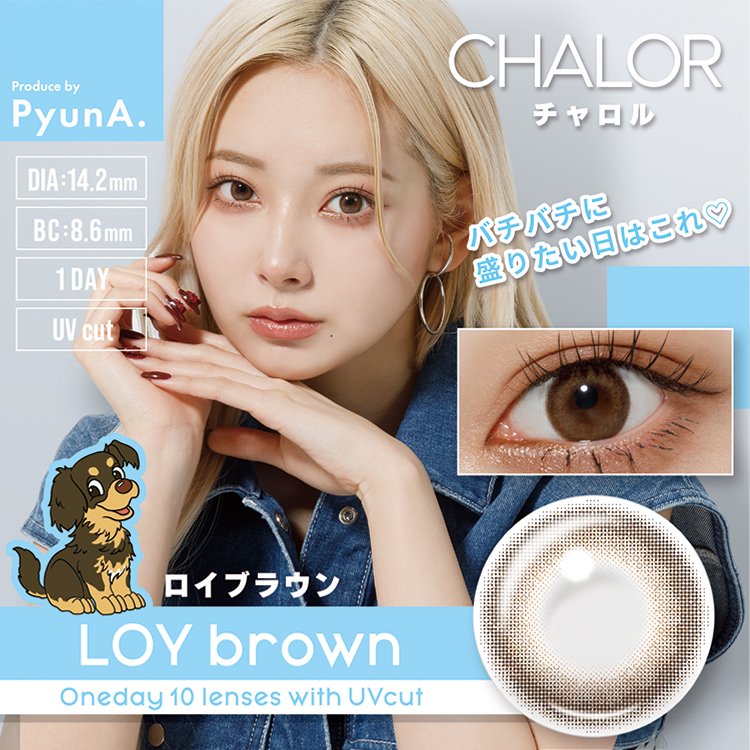 Produce by
PyunA.
CHALOR
チャロル
DIA:14.2mm
BC:8.6mm
1DAY
UV cut
バチバチに
盛りたい日はこれ♡
ロイブラウン
LOY brown
Oneday 10 lenses with UVcut